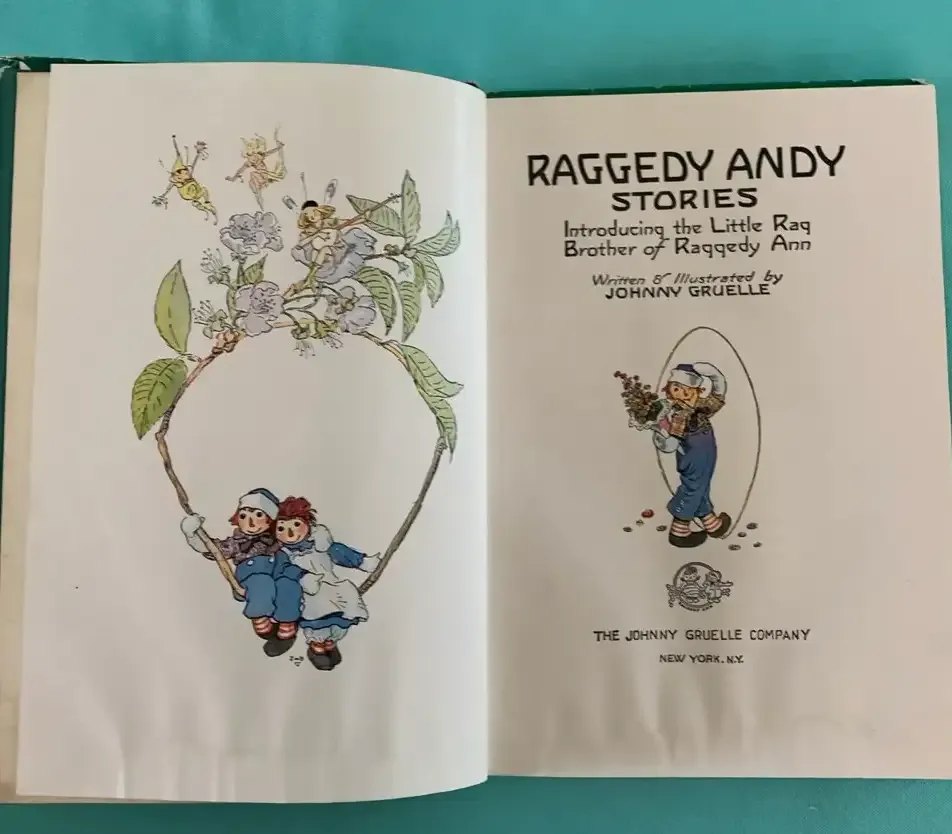 RAGGEDY ANDY
STORIES
Introducing the Little Rag
Brother of Raggedy Ann
Written & Illustrated by
JOHNNY GRUELLE
THE JOHNNY GRUELLE COMPANY
NEW YORK. N.Y.